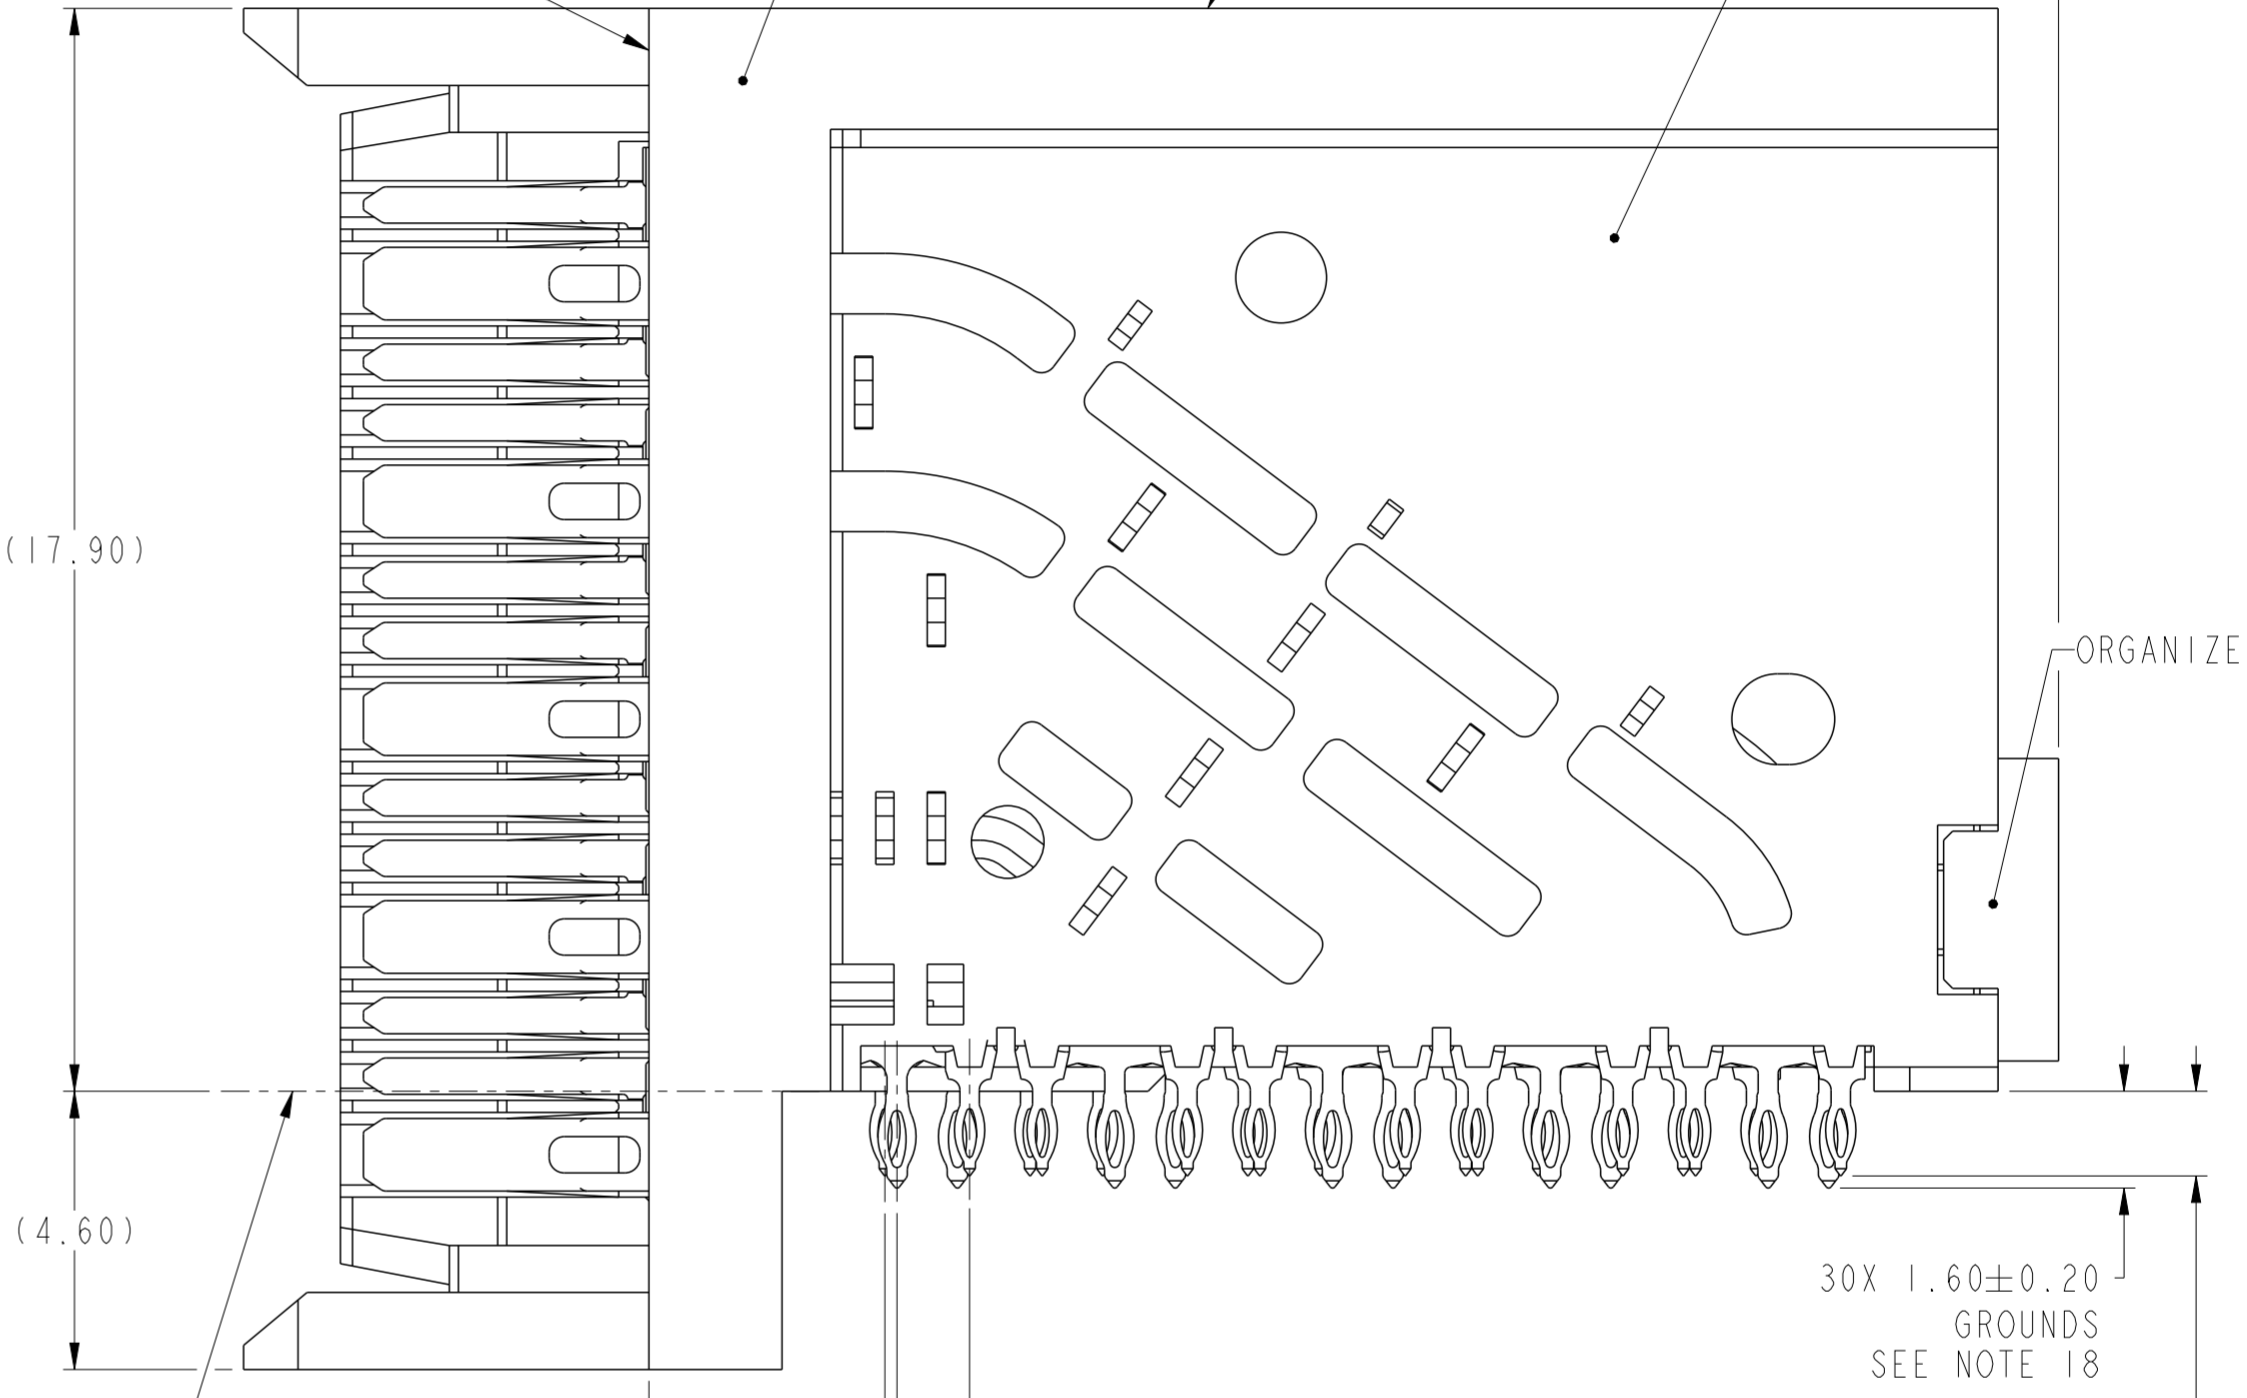 (17.90)
ORGANIZE
(4.60)
30X 1.60±0.20
GROUNDS
SEE NOTE 18